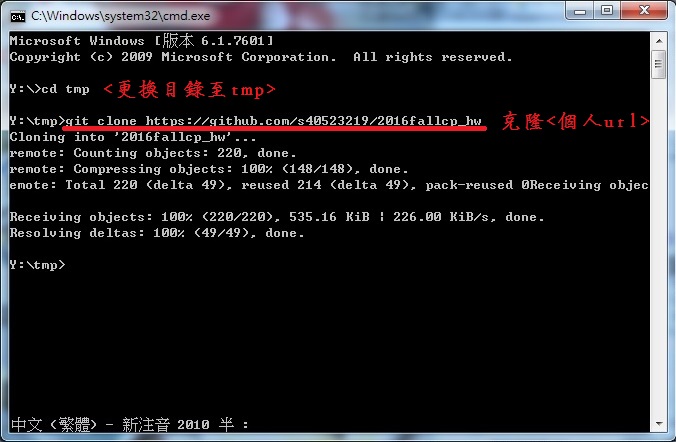 C:\Windows\system32\cmd.exe
Microsoft Windows [版本 6.1.7601]
Copyright (c) 2009 Microsoft Corporation.  All rights reserved.
Y:\>cd tmp <更換目錄至tmp>
Y:\tmp>git clone https://github.com/s40523219/2016fallcp_hw 克隆<個人url>
Cloning into '2016fallcp_hw'...
remote: Counting objects: 220, done.
remote: Compressing objects: 100% (148/148), done.
emote: Total 220 (delta 49), reused 214 (delta 49), pack-reused 0Receiving objec
Receiving objects: 100% (220/220), 535.16 KiB | 226.00 KiB/s, done.
Resolving deltas: 100% (49/49), done.
Y:\tmp>
中文 (繁體) - 新注音 2010 半 :